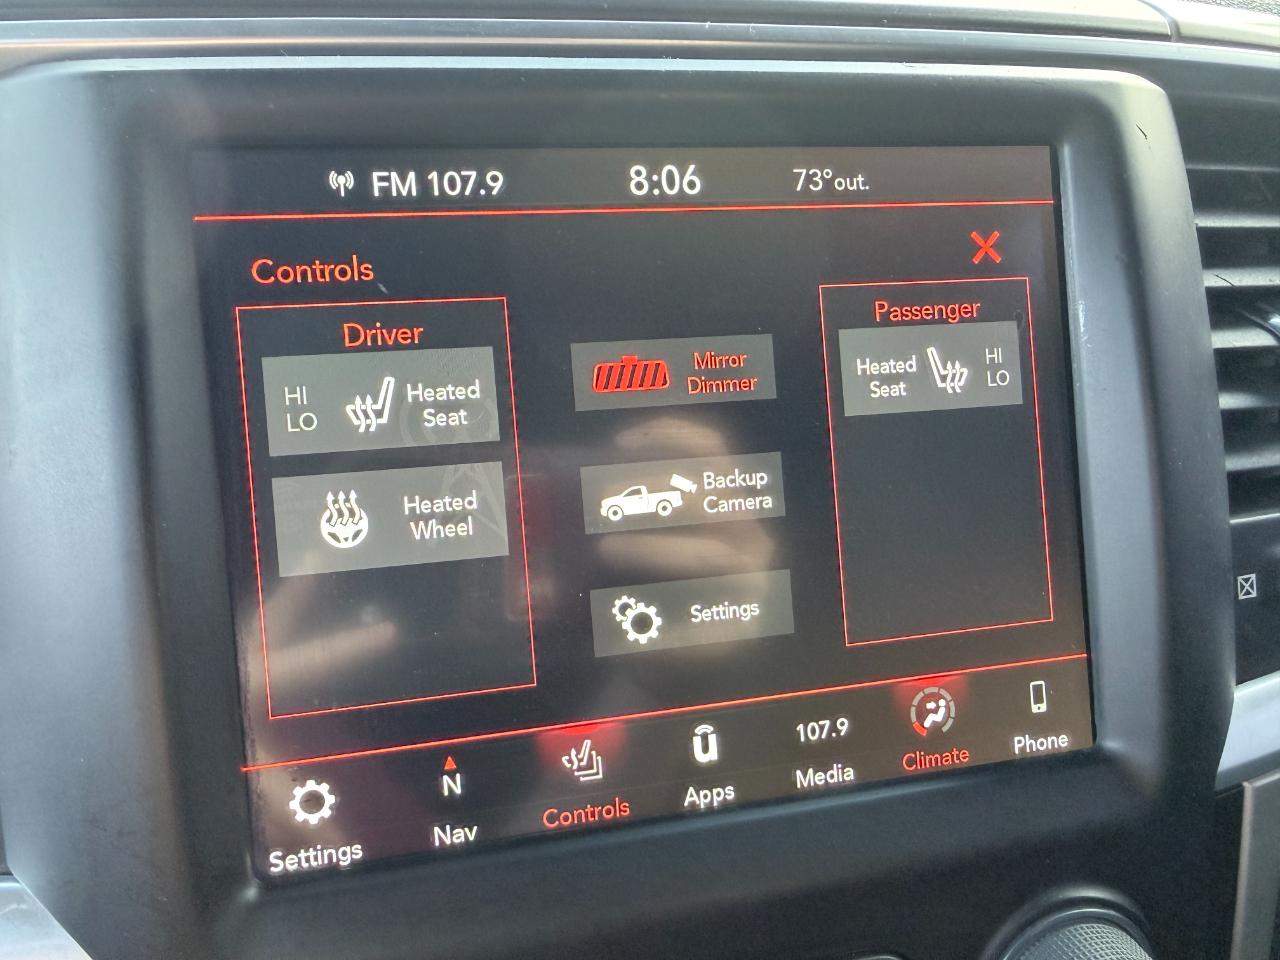 FM 107.9
8:06
73°out.
Controls
Driver
HI
LO
Heated
Seat
Heated
Wheel
Mirror
Dimmer
Backup
Camera
Settings
Passenger
Heated
Seat
HI
LO
Settings
N
Nav
Controls
Apps
107.9
Media
Climate
Phone